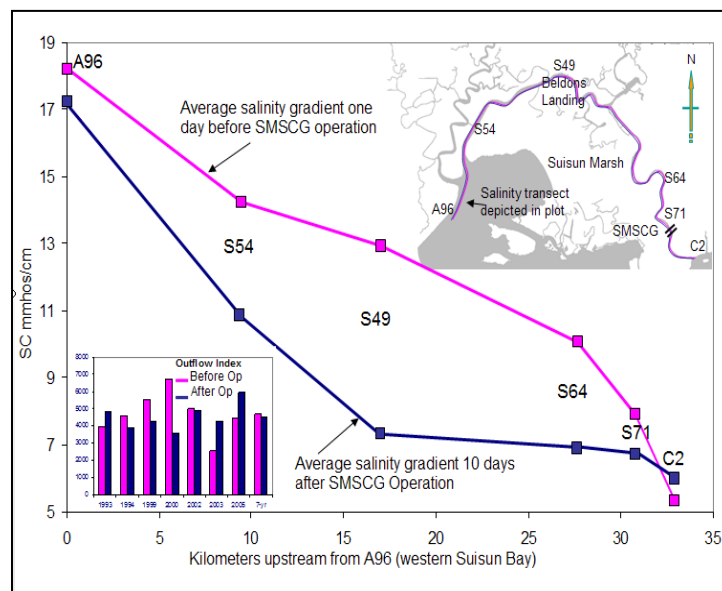 19
17
15
13
11
9
7
5
SC mmhos/cm
A96
Average salinity gradient one
day before SMSCG operation
S54
S49
S64
S71
C2
Average salinity gradient 10 days
after SMSCG Operation
0
5
10
15
20
25
30
35
Kilometers upstream from A96 (western Suisun Bay)
S49
Beldons
Landing
N
S54
Suisun Marsh
S64
Salinity transect
depicted in plot
A96
S71
SMSCG
C2
Outflow Index
Before Op
After Op
8000
7000
6000
5000
4000
3000
2000
1000
0
1993
1994
1999
2000
2002
2003
2005
7-yr